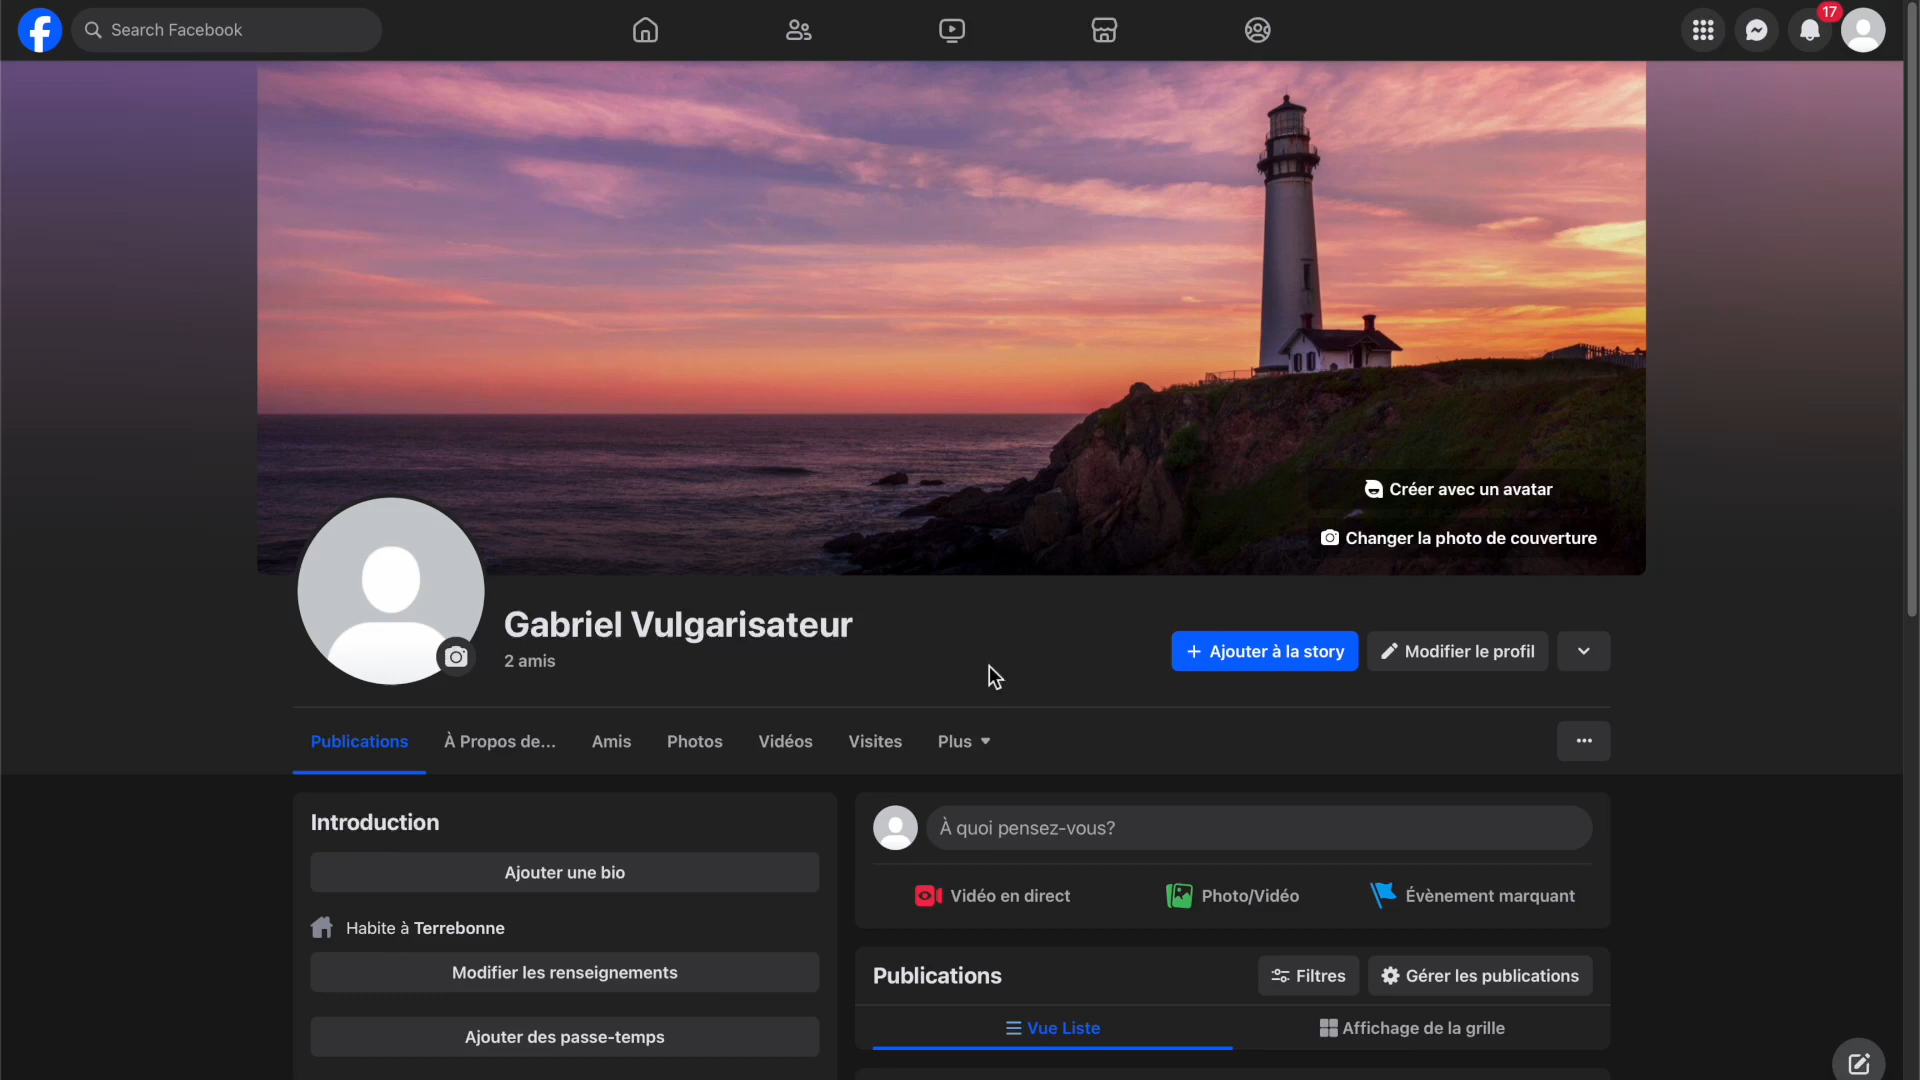 Search Facebook
17
Créer avec un avatar
Changer la photo de couverture
Gabriel Vulgarisateur
2 amis
+ Ajouter à la story
Modifier le profil
Publications
À Propos de...
Amis
Photos
Vidéos
Visites
Plus
Introduction
Ajouter une bio
Habite à Terrebonne
Modifier les renseignements
Ajouter des passe-temps
À quoi pensez-vous?
Vidéo en direct
Photo/Vidéo
Évènement marquant
Publications
Filtres
Gérer les publications
Vue Liste
Affichage de la grille